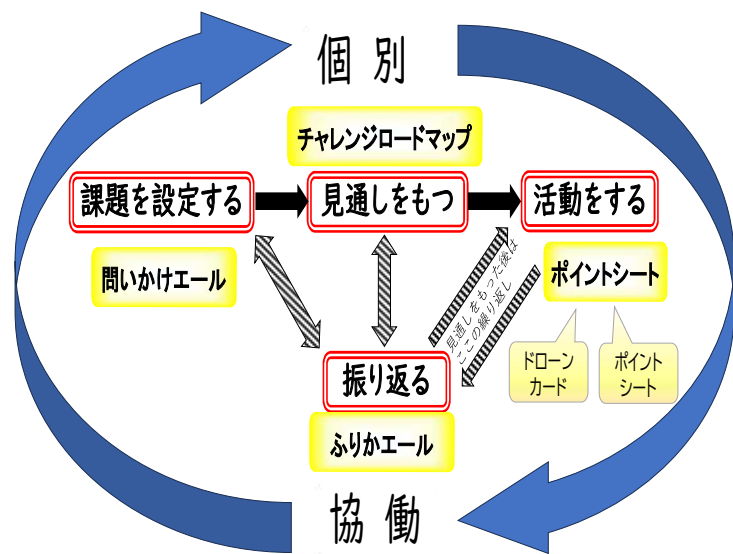 個別
チャレンジロードマップ
課題を設定する
見通しをもつ
活動をする
問いかけエール
ポイントシート
見通しをもった後は
ここの繰り返し
ドローン
カード
ポイント
シート
振り返る
ふりかエール
協働